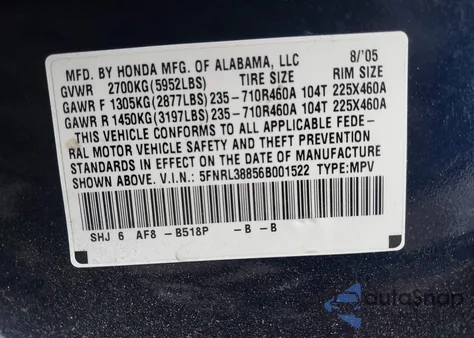 MFD. BY HONDA MFG. OF ALABAMA, LLC 8/'05
GVWR 2700KG(5952LBS) TIRE SIZE RIM SIZE
GAWR F 1305KG(2877LBS) 235-710R460A 104T 225X460A
GAWR R 1450KG(3197LBS) 235-710R460A 104T 225X460A
THIS VEHICLE CONFORMS TO ALL APPLICABLE FEDE-
RAL MOTOR VEHICLE SAFETY AND THEFT PREVENTION
STANDARDS IN EFFECT ON THE DATE OF MANUFACTURE
SHOWN ABOVE. V.I.N.: 5FNRL38856B001522 TYPE:MPV
SHJ 6 AF8 -B518P -B -B
autoSnap